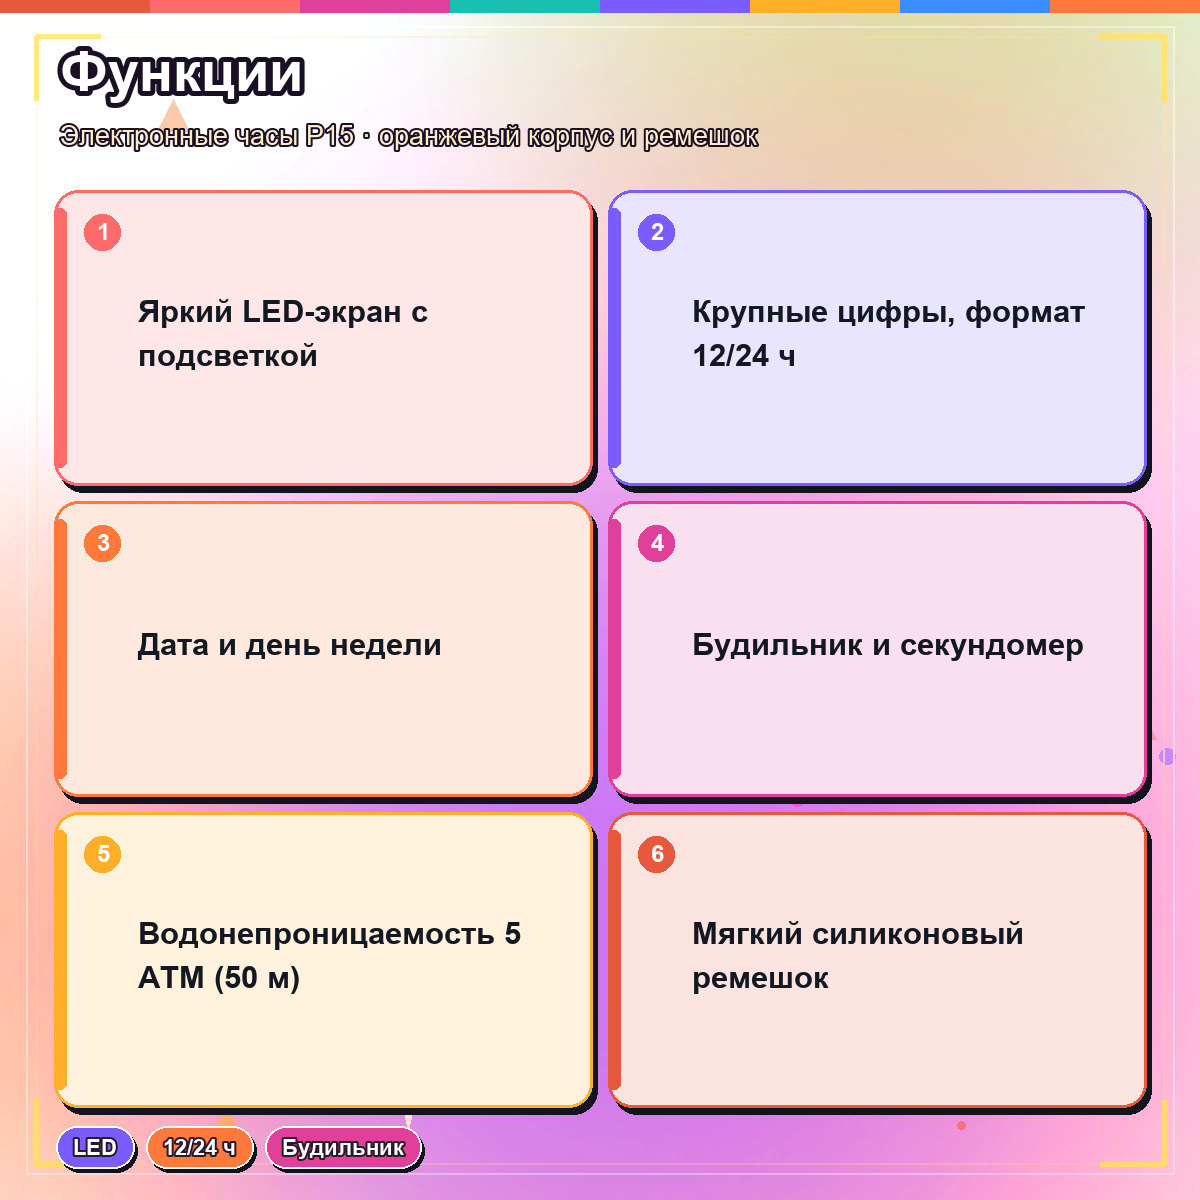 Функции
Электронные часы P15 · оранжевый корпус и ремешок
1
Яркий LED-экран с
подсветкой
2
Крупные цифры, формат
12/24 ч
3
Дата и день недели
4
Будильник и секундомер
5
Водонепроницаемость 5
АТМ (50 м)
6
Мягкий силиконовый
ремешок
LED
12/24 ч
Будильник